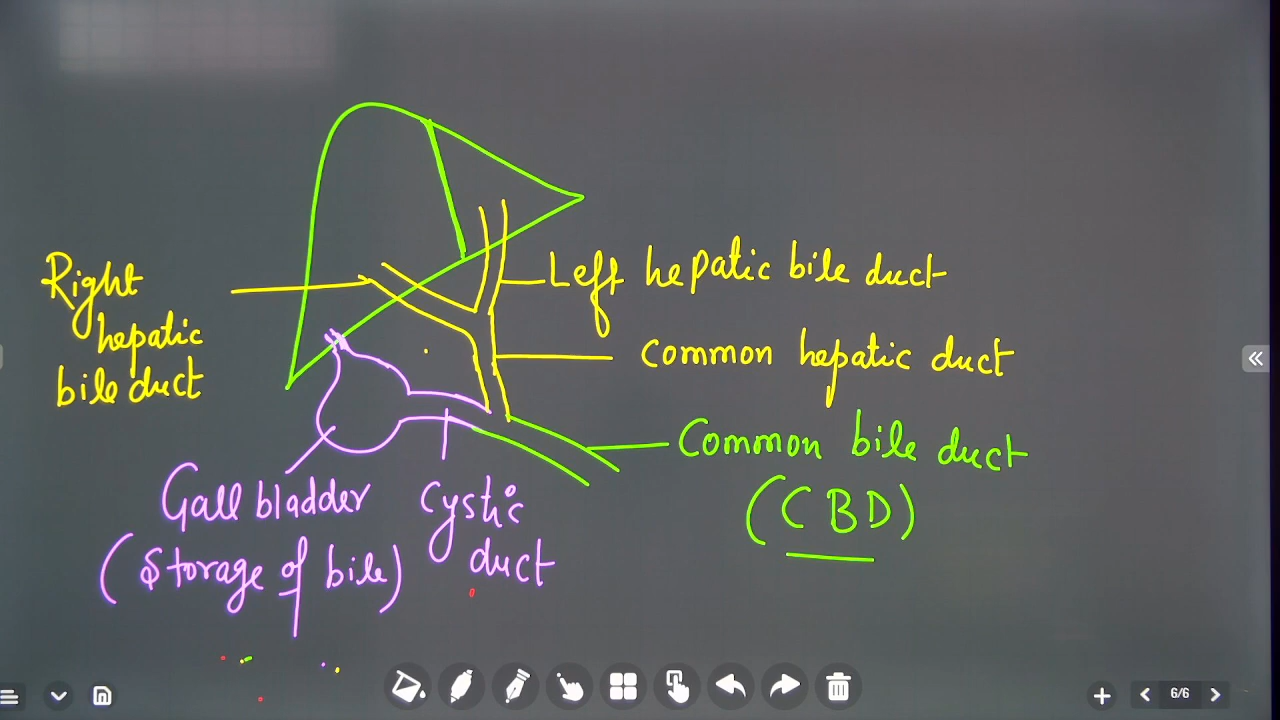 Right
hepatic
bile duct
Left hepatic bile duct
Common hepatic duct
Common bile duct
(CBD)
Gall bladder
(Storage of bile)
Cystic
duct
6/6